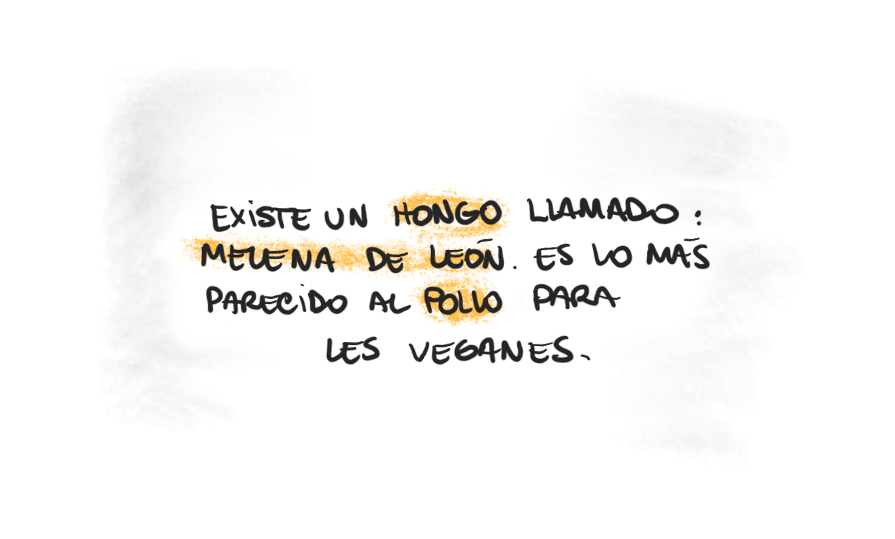 EXISTE UN HONGO LLAMADO:
MELENA DE LEÓN. ES LO MÁS
PARECIDO AL POLLO PARA
LES VEGANES.